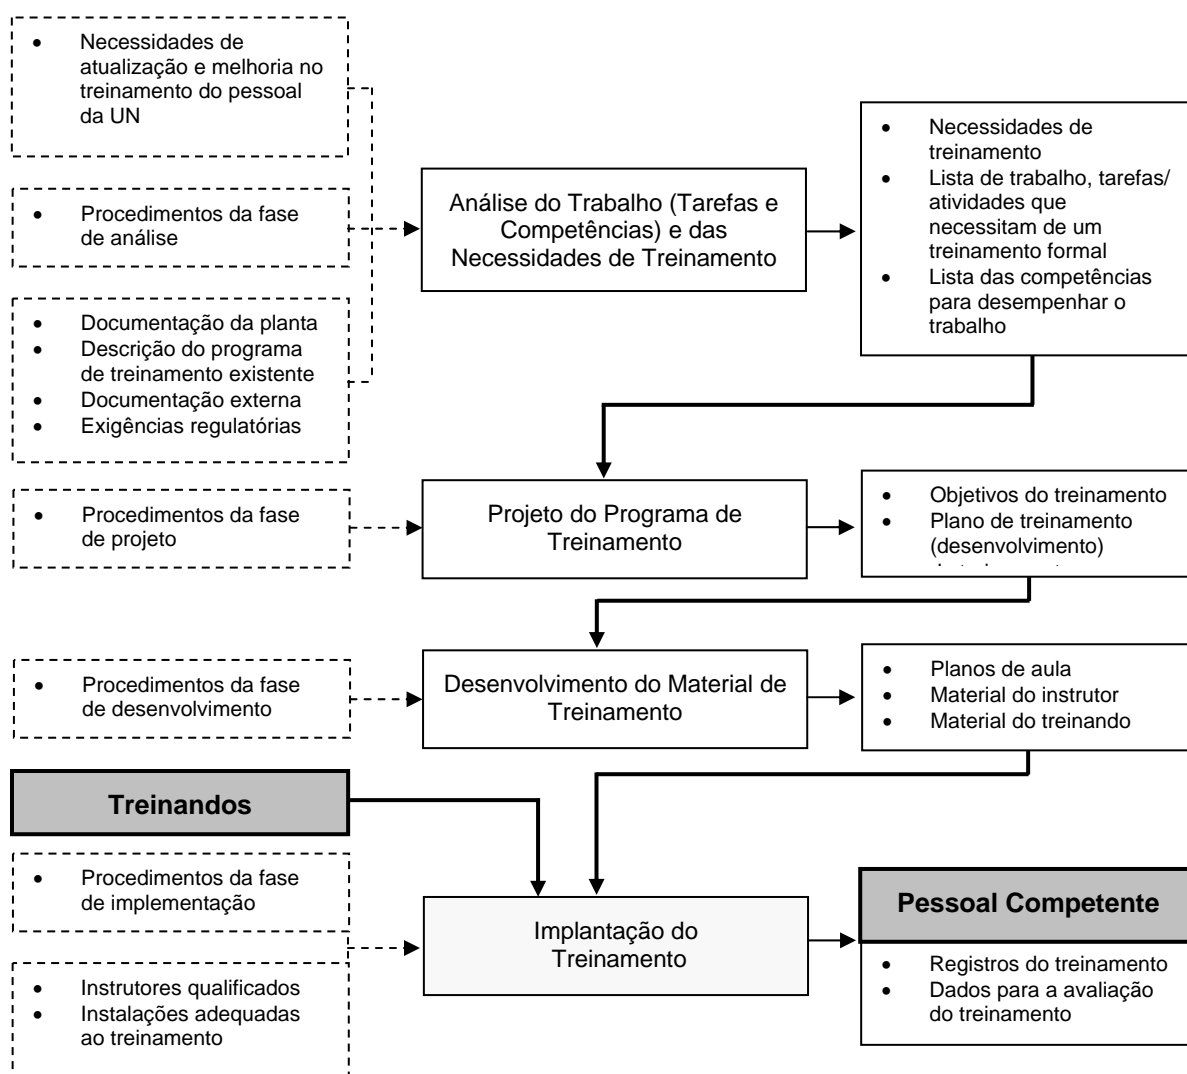 • Necessidades de
atualização e melhoria no
treinamento do pessoal
da UN
• Procedimentos da fase
de análise
• Documentação da planta
• Descrição do programa
de treinamento existente
• Documentação externa
• Exigências regulatórias
Análise do Trabalho (Tarefas e
Competências) e das
Necessidades de Treinamento
• Necessidades de
treinamento
• Lista de trabalho, tarefas/
atividades que
necessitam de um
treinamento formal
• Lista das competências
para desempenhar o
trabalho
• Procedimentos da fase
de projeto
Projeto do Programa de
Treinamento
• Objetivos do treinamento
• Plano de treinamento
(desenvolvimento)
• Procedimentos da fase
de desenvolvimento
Desenvolvimento do Material de
Treinamento
• Planos de aula
• Material do instrutor
• Material do treinando
Treinandos
• Procedimentos da fase
de implementação
• Instrutores qualificados
• Instalações adequadas
ao treinamento
Implantação do
Treinamento
Pessoal Competente
• Registros do treinamento
• Dados para a avaliação
do treinamento